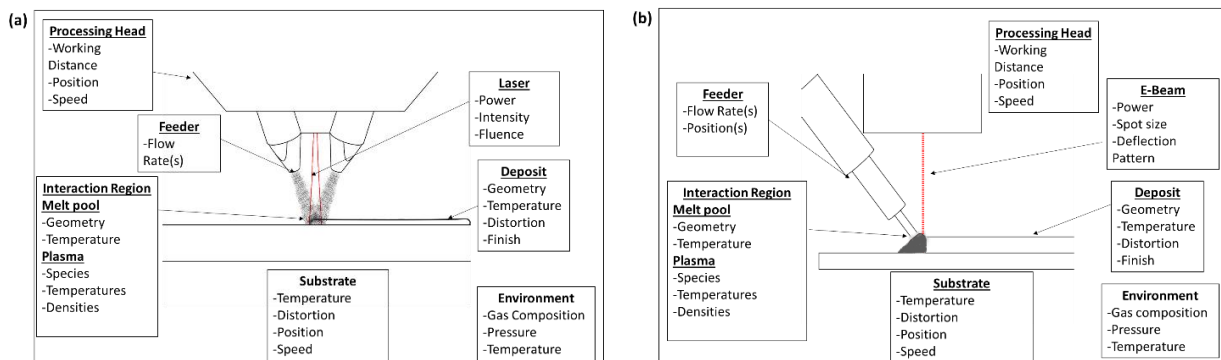 (a)
Processing Head
-Working
Distance
-Position
-Speed
Laser
-Power
-Intensity
-Fluence
Feeder
-Flow
Rate(s)
Deposit
-Geometry
-Temperature
-Distortion
-Finish
Interaction Region
Melt pool
-Geometry
-Temperature
Plasma
-Species
-Temperatures
-Densities
Substrate
-Temperature
-Distortion
-Position
-Speed
Environment
-Gas Composition
-Pressure
-Temperature
(b)
Processing Head
-Working
Distance
-Position
-Speed
Feeder
-Flow Rate(s)
-Position(s)
E-Beam
-Power
-Spot size
-Deflection
Pattern
Interaction Region
Melt pool
-Geometry
-Temperature
Plasma
-Species
-Temperatures
-Densities
Deposit
-Geometry
-Temperature
-Distortion
-Finish
Substrate
-Temperature
-Distortion
-Position
-Speed
Environment
-Gas composition
-Pressure
-Temperature